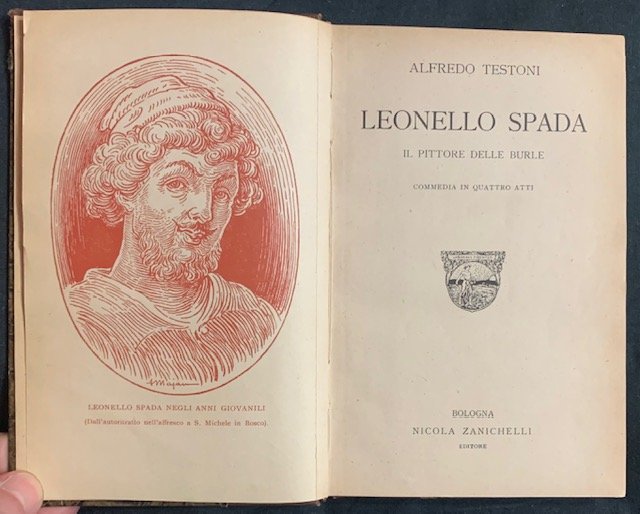 LEONELLO SPADA NEGLI ANNI GIOVANILI
(Dall'autoritratto nell'affresco a S. Michele in Bosco).
ALFREDO TESTONI
LEONELLO SPADA
IL PITTORE DELLE BURLE
COMMEDIA IN QUATTRO ATTI
BOLOGNA
NICOLA ZANICHELLI
EDITORE